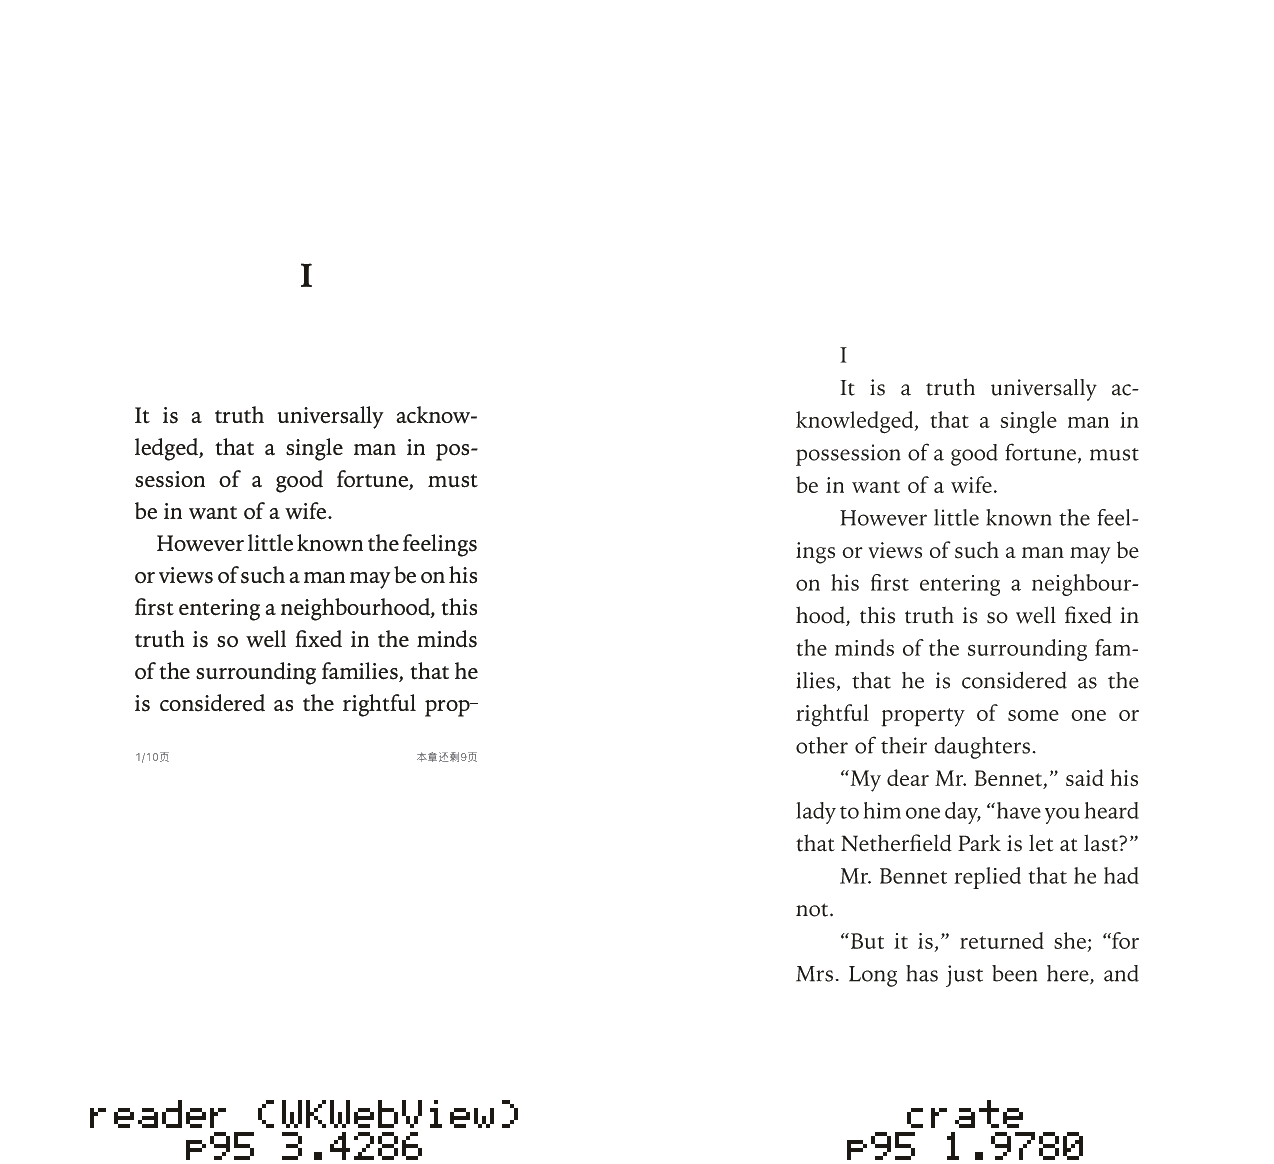 I
It is a truth universally acknow-
ledged, that a single man in pos-
session of a good fortune, must
be in want of a wife.
However little known the feelings
or views of such a man may be on his
first entering a neighbourhood, this
truth is so well fixed in the minds
of the surrounding families, that he
is considered as the rightful prop-
1/10页
本章还剩9页
reader (WKWebView)
p95 3.4286
I
It is a truth universally ac-
knowledged, that a single man in
possession of a good fortune, must
be in want of a wife.
However little known the feel-
ings or views of such a man may be
on his first entering a neighbour-
hood, this truth is so well fixed in
the minds of the surrounding fam-
ilies, that he is considered as the
rightful property of some one or
other of their daughters.
“My dear Mr. Bennet,” said his
lady to him one day, “have you heard
that Netherfield Park is let at last?”
Mr. Bennet replied that he had
not.
“But it is,” returned she; “for
Mrs. Long has just been here, and
crate
p95 1.9780